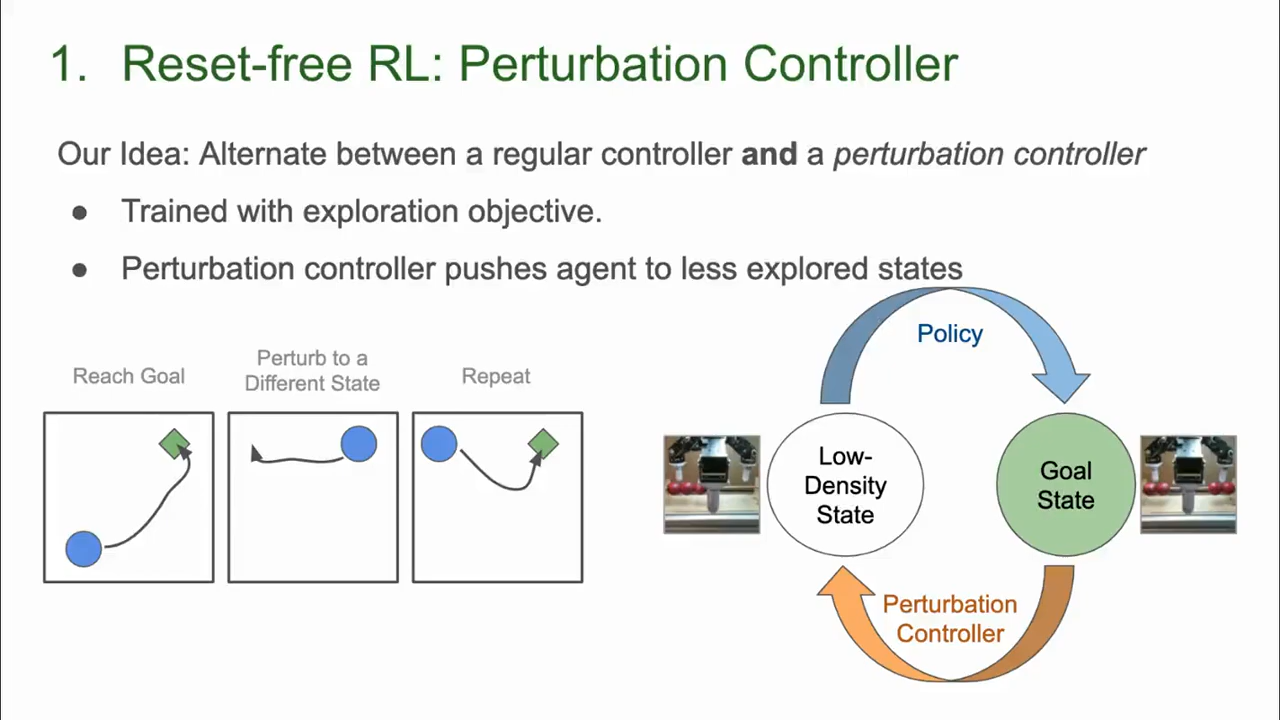 1. Reset-free RL: Perturbation Controller
Our Idea: Alternate between a regular controller and a perturbation controller
● Trained with exploration objective.
● Perturbation controller pushes agent to less explored states
Reach Goal
Perturb to a
Different State
Repeat
Policy
Low-
Density
State
Goal
State
Perturbation
Controller